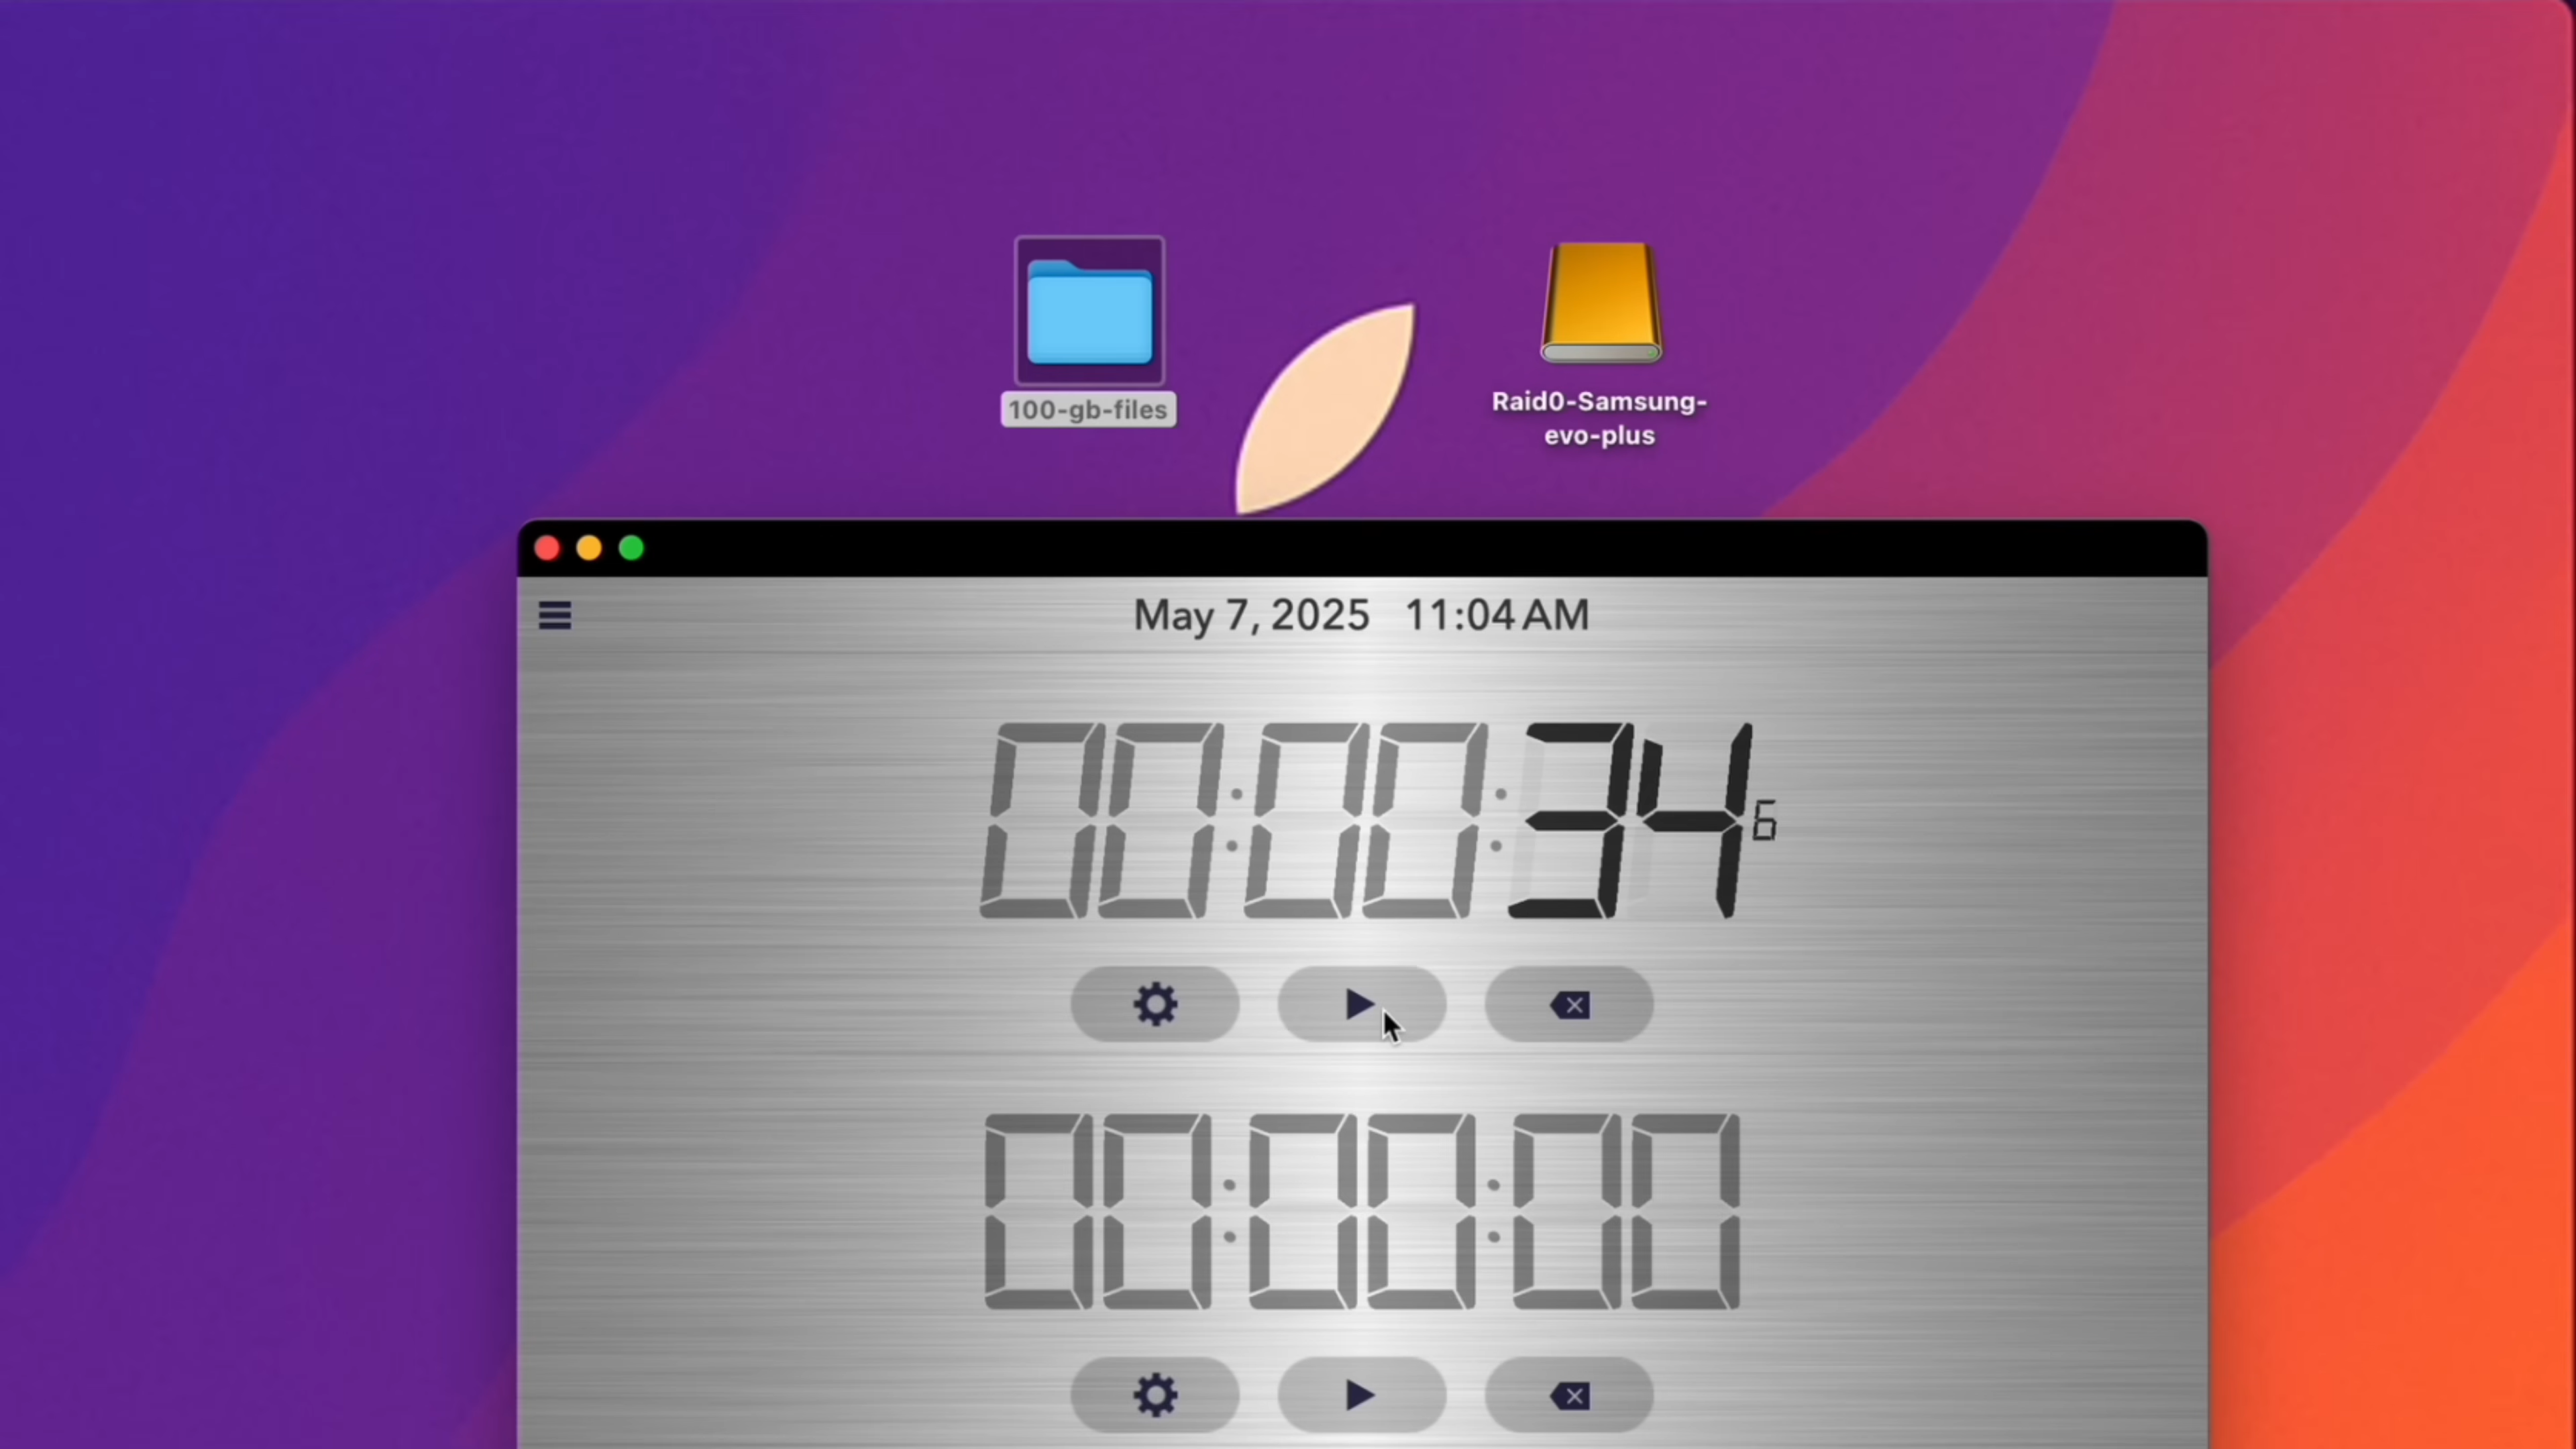 100-gb-files
Raid0-Samsung-
evo-plus
May 7, 2025 11:04 AM
00:00:34 6
00:00:00